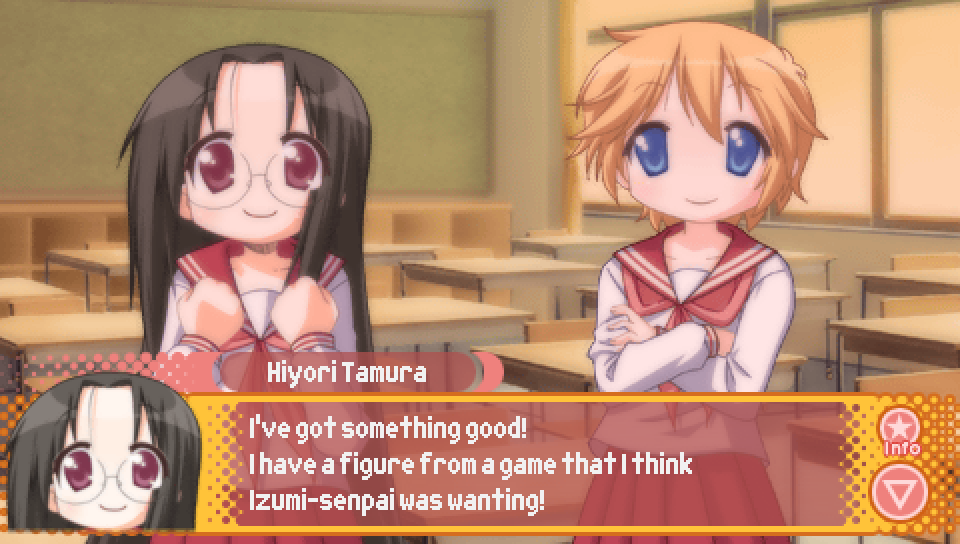 Hiyori Tamura
I've got something good!
I have a figure from a game that I think
Izumi-senpai was wanting!
Info